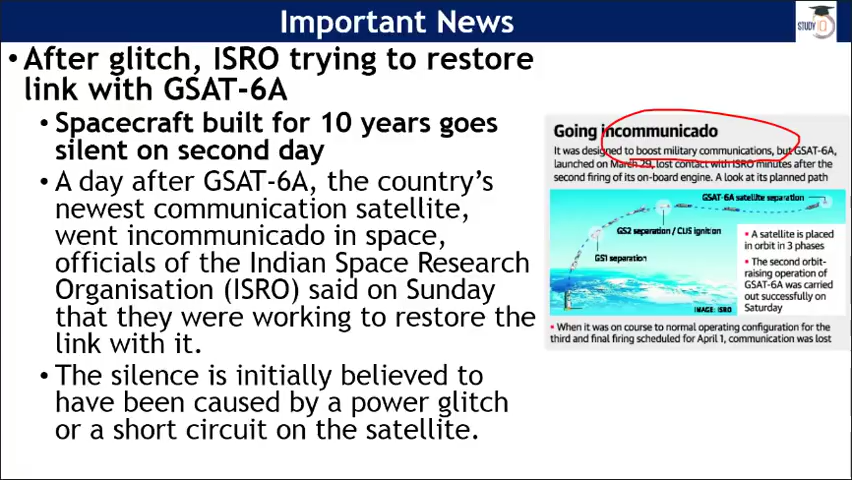 Important News
STUDY IQ
• After glitch, ISRO trying to restore
link with GSAT-6A
• Spacecraft built for 10 years goes
silent on second day
• A day after GSAT-6A, the country's
newest communication satellite,
went incommunicado in space,
officials of the Indian Space Research
Organisation (ISRO) said on Sunday
that they were working to restore the
link with it.
• The silence is initially believed to
have been caused by a power glitch
or a short circuit on the satellite.
Going incommunicado
It was designed to boost military communications, but GSAT-6A,
launched on March 29, lost contact with ISRO minutes after the
second firing of its on-board engine. A look at its planned path
GSAT-6A satellite separation
GS2 separation / CUS ignition
GS1 separation
• A satellite is placed
in orbit in 3 phases
• The second orbit-
raising operation of
GSAT-6A was carried
out successfully on
Saturday
IMAGE: ISRO
• When it was on course to normal operating configuration for the
third and final firing scheduled for April 1, communication was lost